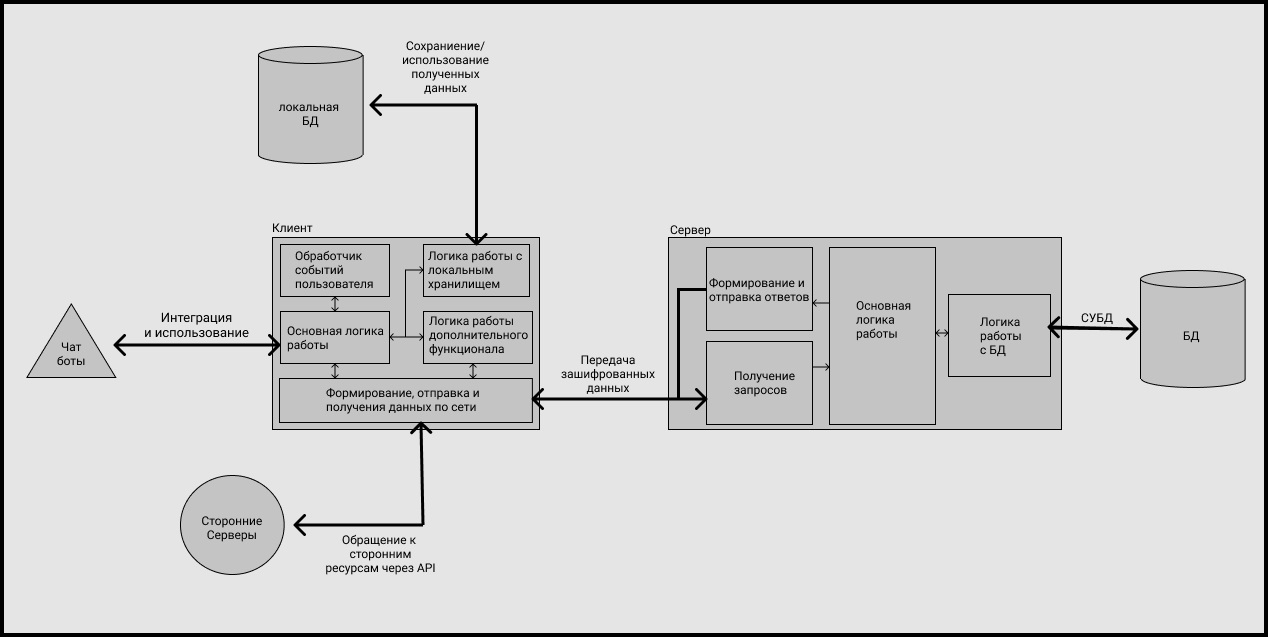 Сохраниение/
использование
полученных
данных
локальная
БД
Клиент
Обработчик
событий
пользователя
Логика работы с
локальным
хранилищем
Основная логика
работы
Логика работы
дополнительного
функционала
Формирование, отправка и
получения данных по сети
Интеграция
и использование
Чат
боты
Передача
зашифрованных
данных
Сервер
Формирование и
отправка ответов
Получение
запросов
Основная
логика
работы
Логика
работы
с БД
СУБД
БД
Сторонние
Серверы
Обращение к
сторонним
ресурсам через API